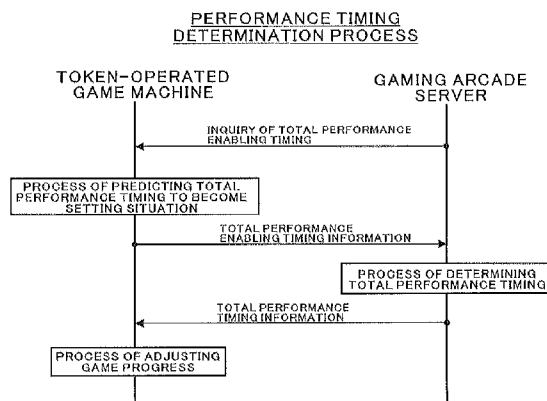 PERFORMANCE TIMING
DETERMINATION PROCESS
TOKEN-OPERATED
GAME MACHINE
GAMING ARCADE
SERVER
INQUIRY OF TOTAL PERFORMANCE
ENABLING TIMING
PROCESS OF PREDICTING TOTAL
PERFORMANCE TIMING TO BECOME
SETTING SITUATION
TOTAL PERFORMANCE
ENABLING TIMING INFORMATION
PROCESS OF DETERMINING
TOTAL PERFORMANCE TIMING
TOTAL PERFORMANCE
TIMING INFORMATION
PROCESS OF ADJUSTING
GAME PROGRESS